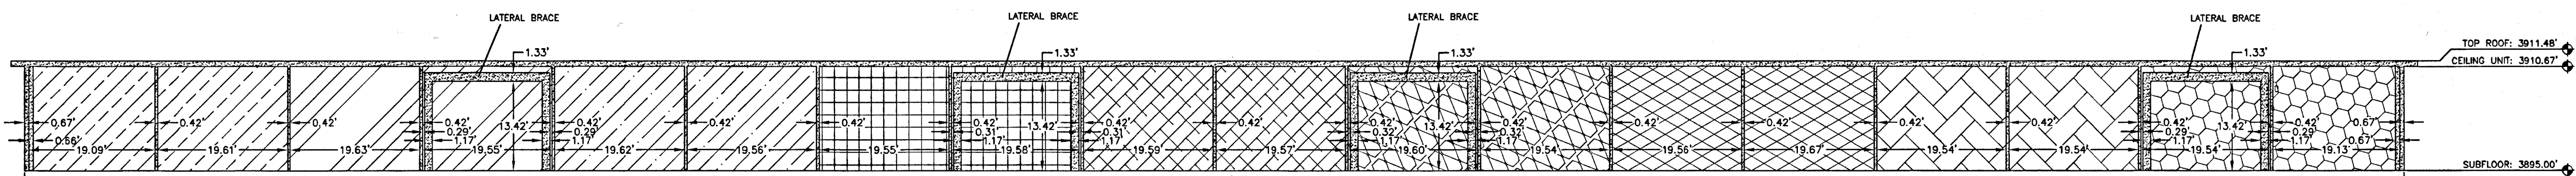 LATERAL BRACE
LATERAL BRACE
LATERAL BRACE
LATERAL BRACE
1.33'
1.33'
1.33'
1.33'
TOP ROOF: 3911.48'
CEILING UNIT: 3910.67'
0.67' 0.42' 0.42' 0.42' 13.42' 0.42' 0.42' 0.42' 0.42' 13.42' 0.42' 0.42' 0.42' 13.42' 0.42' 0.42' 0.42' 0.42' 0.42' 0.42' 13.42' 0.42' 0.67'
0.29' 0.29' 0.31' 0.31' 0.32' 0.32' 0.29' 0.29'
0.66' 1.17' 1.17' 1.17' 1.17' 1.17' 1.17' 1.17' 1.17' 0.67'
19.09' 19.61' 19.63' 19.55' 19.62' 19.56' 19.55' 19.58' 19.59' 19.57' 19.60' 19.54' 19.56' 19.67' 19.54' 19.54' 19.54' 19.13'
SUBFLOOR: 3895.00'